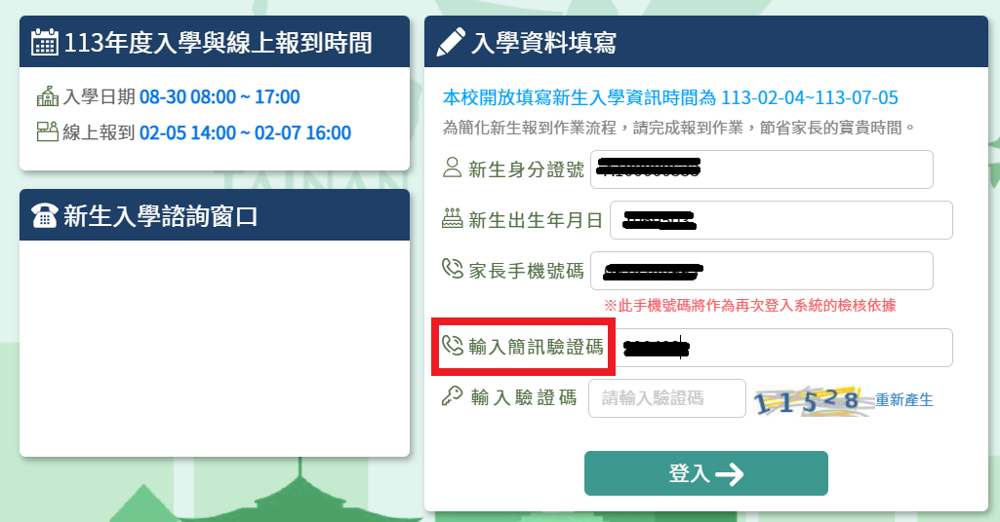 113年度入學與線上報到時間
入學日期 08-30 08:00 ~ 17:00
線上報到 02-05 14:00 ~ 02-07 16:00
TAINAN
新生入學諮詢窗口
入學資料填寫
本校開放填寫新生入學資訊時間為 113-02-04~113-07-05
為簡化新生報到作業流程，請完成報到作業，節省家長的寶貴時間。
新生身分證號
新生出生年月日
家長手機號碼
※此手機號碼將作為再次登入系統的檢核依據
輸入簡訊驗證碼
輸入驗證碼 請輸入驗證碼 11528 重新產生
登入